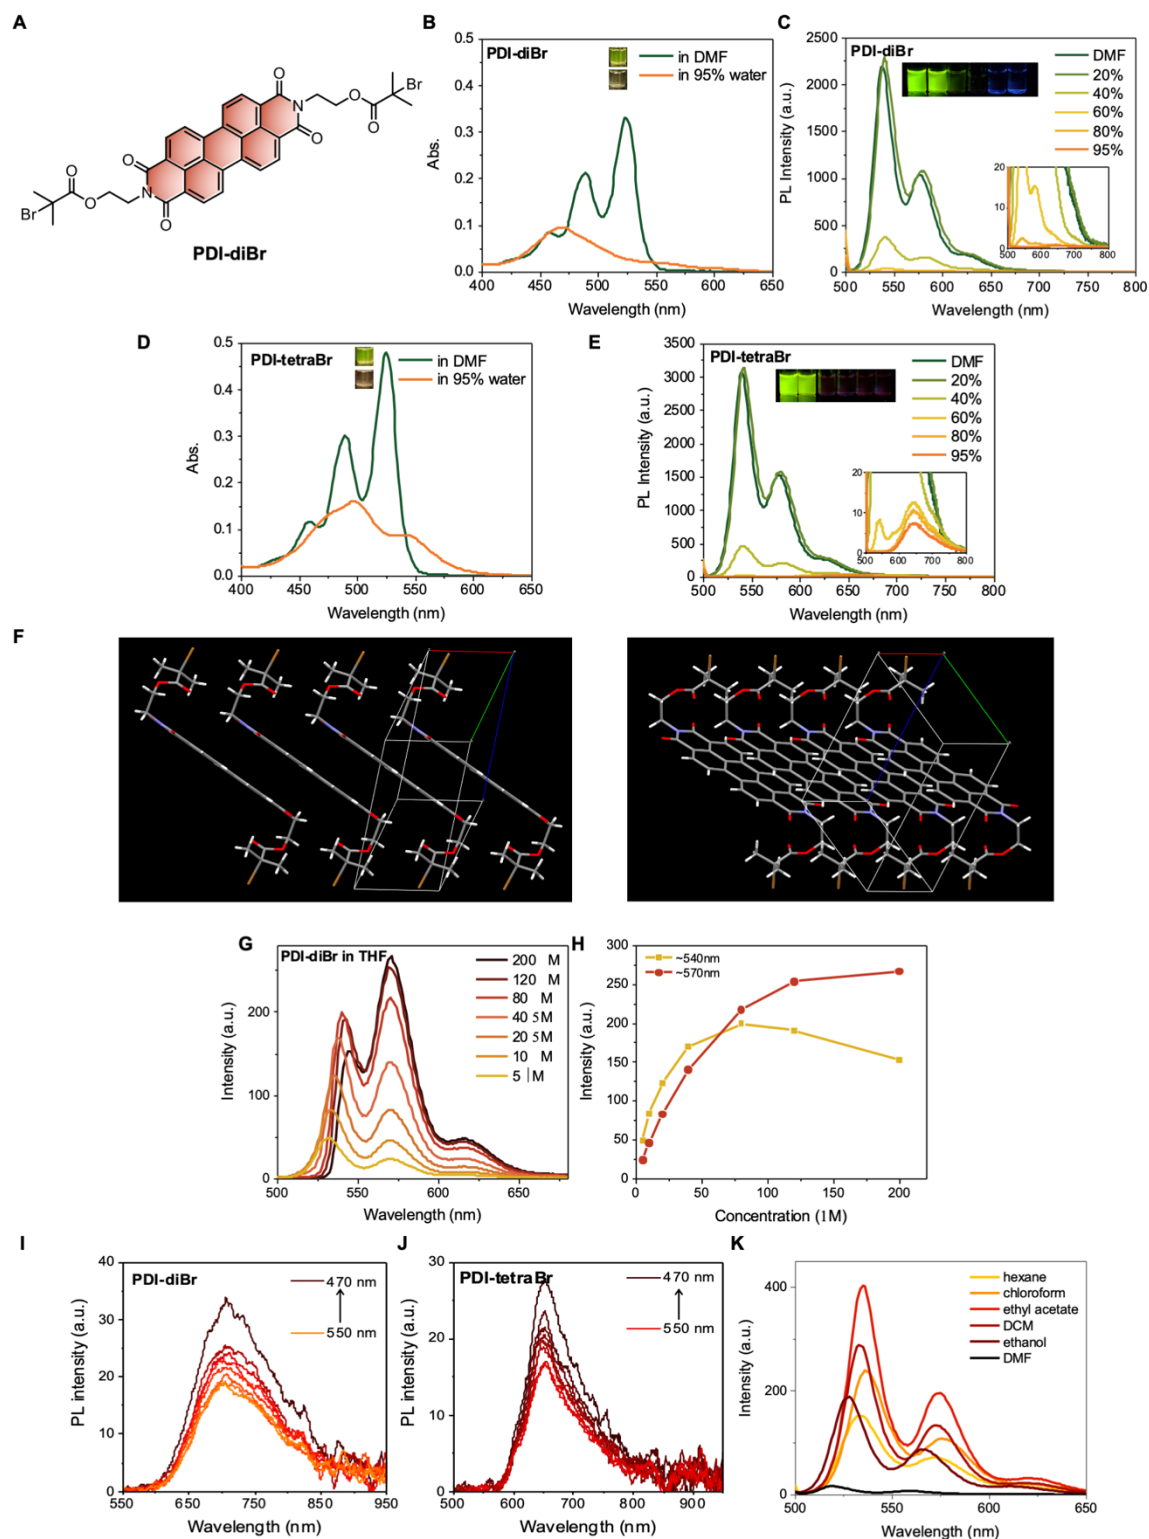 A
O
O
N
O
O
Br
O
O
N
O
O
O
O
Br
PDI-diBr
B
PDI-diBr
in DMF
in 95% water
Abs.
0.5
0.4
0.3
0.2
0.1
0.0
400 450 500 550 600 650
Wavelength (nm)
C
PDI-diBr
DMF
20%
40%
60%
80%
95%
PL Intensity (a.u.)
2500
2000
1500
1000
500
0
20
10
0
500 600 700 800
500 550 600 650 700 750 800
Wavelength (nm)
D
PDI-tetraBr
in DMF
in 95% water
Abs.
0.5
0.4
0.3
0.2
0.1
0.0
400 450 500 550 600 650
Wavelength (nm)
E
PDI-tetraBr
DMF
20%
40%
60%
80%
95%
PL Intensity (a.u.)
3500
3000
2500
2000
1500
1000
500
0
20
10
0
500 600 700 800
500 550 600 650 700 750 800
Wavelength (nm)
F
G
PDI-diBr in THF
200 M
120 M
80 M
40 5M
20 5M
10 M
5 |M
Intensity (a.u.)
200
100
0
500 550 600 650
Wavelength (nm)
H
~540nm
~570nm
Intensity (a.u.)
300
250
200
150
100
50
0
0 50 100 150 200
Concentration (1M)
I
PDI-diBr
470 nm
550 nm
PL intensity (a.u.)
40
30
20
10
0
550 650 750 850 950
Wavelength (nm)
J
PDI-tetraBr
470 nm
550 nm
PL intensity (a.u.)
30
20
10
0
500 600 700 800 900
Wavelength (nm)
K
hexane
chloroform
ethyl acetate
DCM
ethanol
DMF
Intensity (a.u.)
400
200
0
500 550 600 650
Wavelength (nm)